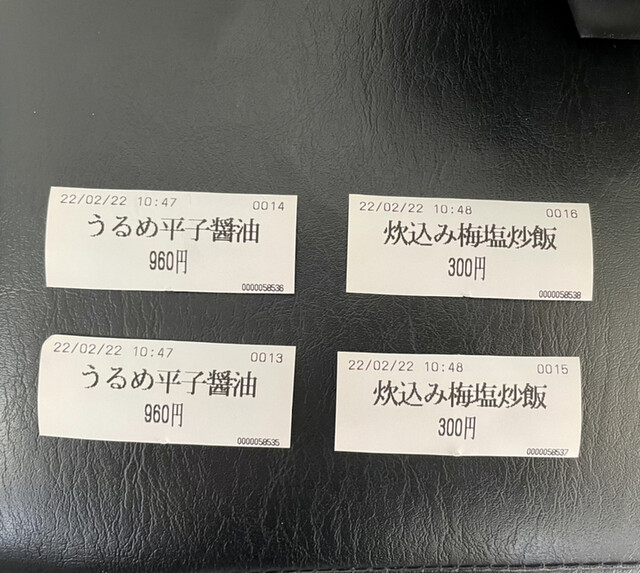 22/02/22 10:47 0014
うるめ平子醤油
960円
0000058536
22/02/22 10:48 0016
炊込み梅塩炒飯
300円
0000058538
22/02/22 10:47 0013
うるめ平子醤油
960円
0000058535
22/02/22 10:48 0015
炊込み梅塩炒飯
300円
0000058537